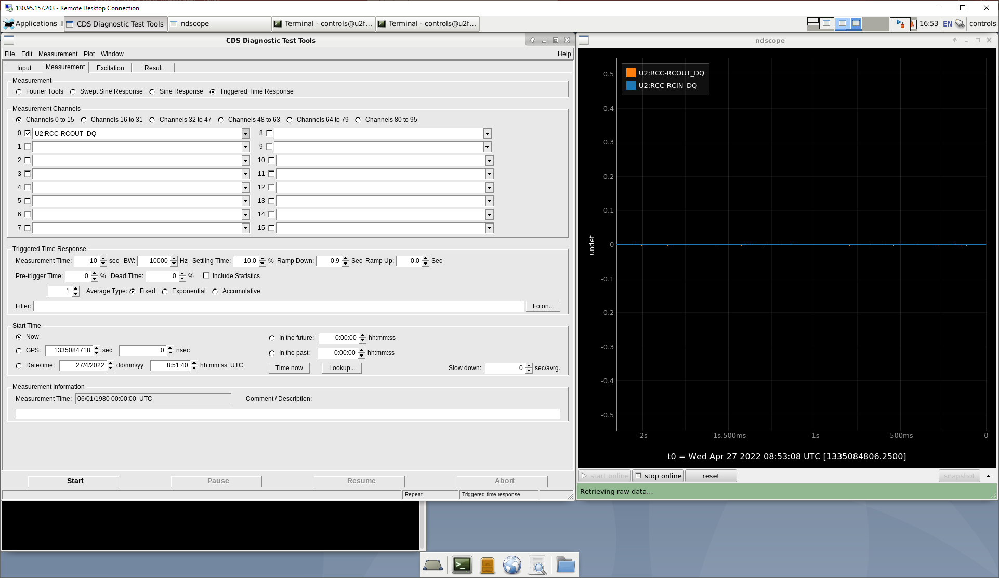 130.95.157.203 - Remote Desktop Connection
Applications CDS Diagnostic Test Tools ndscope Terminal - controls@u2f... Terminal - controls@u2f... 16:53 EN controls
CDS Diagnostic Test Tools
File Edit Measurement Plot Window Help
Input Measurement Excitation Result
Measurement
Fourier Tools Swept Sine Response Sine Response Triggered Time Response
Measurement Channels
Channels 0 to 15 Channels 16 to 31 Channels 32 to 47 Channels 48 to 63 Channels 64 to 79 Channels 80 to 95
0 U2:RCC-RCOUT_DQ 8
1 9
2 10
3 11
4 12
5 13
6 14
7 15
Triggered Time Response
Measurement Time: 10 sec BW: 10000 Hz Settling Time: 10.0 % Ramp Down: 0.9 Sec Ramp Up: 0.0 Sec
Pre-trigger Time: 0 % Dead Time: 0 % Include Statistics
1 Average Type: Fixed Exponential Accumulative
Filter: Foton...
Start Time
Now In the future: 0:00:00 hh:mm:ss
GPS: 1335084718 sec 0 nsec In the past: 0:00:00 hh:mm:ss
Date/time: 27/4/2022 dd/mm/yy 8:51:40 hh:mm:ss UTC Time now Lookup... Slow down: 0 sec/avrg.
Measurement Information
Measurement Time: 06/01/1980 00:00:00 UTC Comment / Description:
Start Pause Resume Abort
Repeat Triggered time response
ndscope
U2:RCC-RCOUT_DQ
U2:RCC-RCIN_DQ
0.5
0.4
0.3
0.2
0.1
0
-0.1
-0.2
-0.3
-0.4
-0.5
undef
-2s -1s,500ms -1s -500ms 0
t0 = Wed Apr 27 2022 08:53:08 UTC [1335084806.2500]
start online stop online reset snapshot
Retrieving raw data...